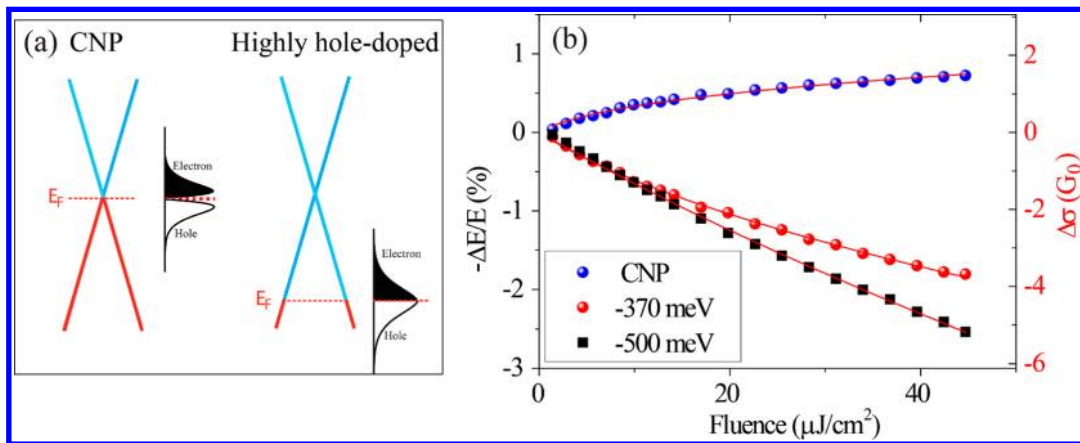 (a) CNP
Highly hole-doped
E_F
Electron
Hole
E_F
Electron
Hole
(b)
-ΔE/E (%)
1
0
-1
-2
-3
Δσ (G₀)
2
0
-2
-4
-6
CNP
-370 meV
-500 meV
0
20
40
Fluence (μJ/cm²)